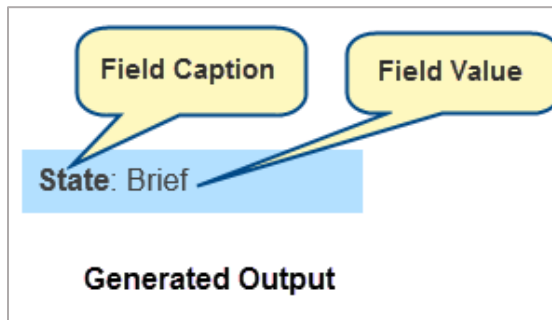 Field Caption
Field Value
State: Brief
Generated Output